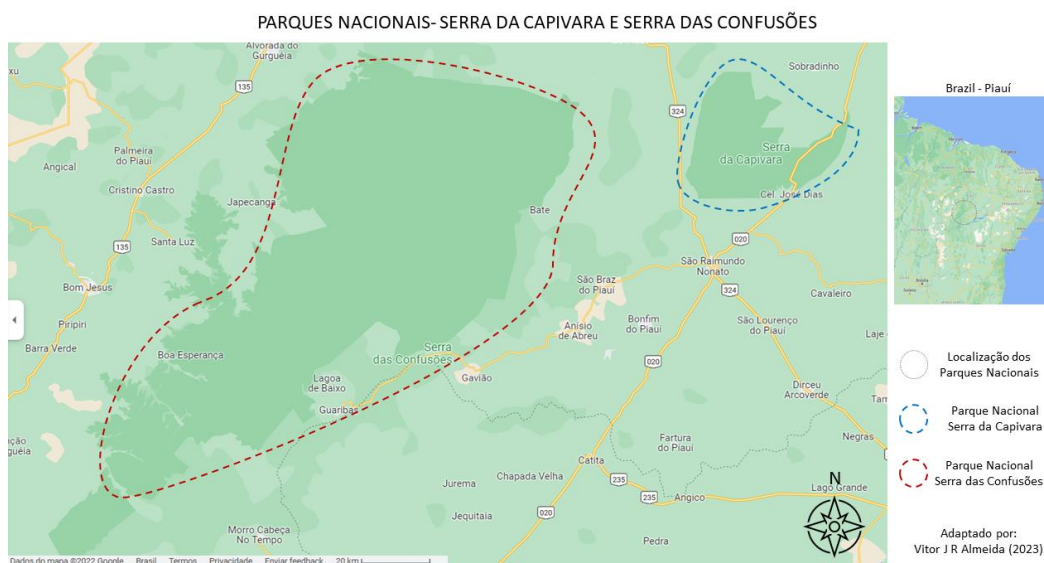 PARQUES NACIONAIS- SERRA DA CAPIVARA E SERRA DAS CONFUSÕES
Alvorada do
Gurguéia
Sobradinho
135
324
Brazil - Piauí
Palmeira
do Piauí
Angical
Serra
da Capivara
Cristino Castro
Japecanga
Cel. José Dias
Bate
Santa Luz
135
020
São Raimundo
Nonato
Bom Jesus
São Braz
do Piauí
324
Cavaleiro
Piripiri
Anísio
de Abreu
Bonfim
do Piauí
São Lourenço
do Piauí
Laje
Barra Verde
Boa Esperança
Serra
das Confusões
020
Localização dos
Parques Nacionais
Lagoa
de Baixo
Gavião
Guaribas
Dirceu
Arcoverde
Parque Nacional
Serra da Capivara
Fartura
do Piauí
Negras
Catita
Parque Nacional
Serra das Confusões
Chapada Velha
235
Jurema
235
Angico
Lago Grande
N
020
Jequitaia
Morro Cabeça
No Tempo
Pedra
Adaptado por:
Vitor J R Almeida (2023)
Dados do mapa ©2022 Google Brasil Termos Privacidade Enviar feedback 20 km